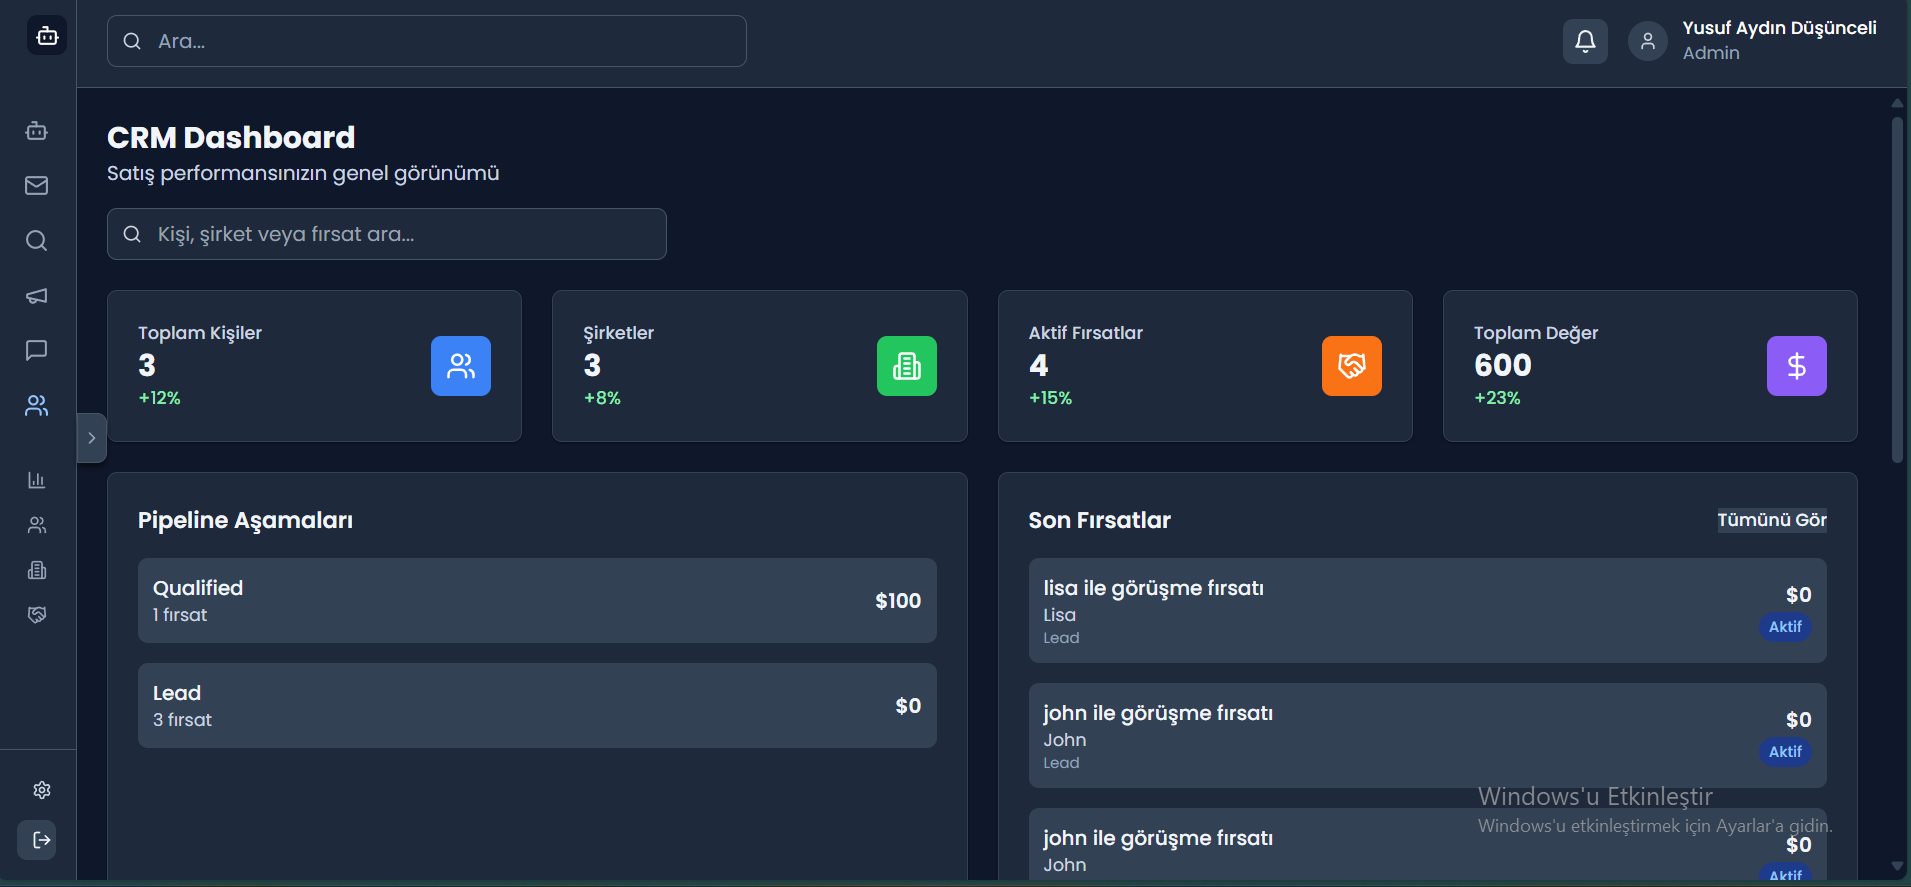 Ara...
Yusuf Aydın Düşünceli
Admin
CRM Dashboard
Satış performansınızın genel görünümü
Kişi, şirket veya fırsat ara...
Toplam Kişiler
3
+12%
Şirketler
3
+8%
Aktif Fırsatlar
4
+15%
Toplam Değer
600
+23%
Pipeline Aşamaları
Qualified
1 fırsat
$100
Lead
3 fırsat
$0
Son Fırsatlar
Tümünü Gör
lisa ile görüşme fırsatı
Lisa
Lead
$0
Aktif
john ile görüşme fırsatı
John
Lead
$0
Aktif
john ile görüşme fırsatı
John
$0
Aktif
Windows'u Etkinleştir
Windows'u etkinleştirmek için Ayarlar'a gidin.